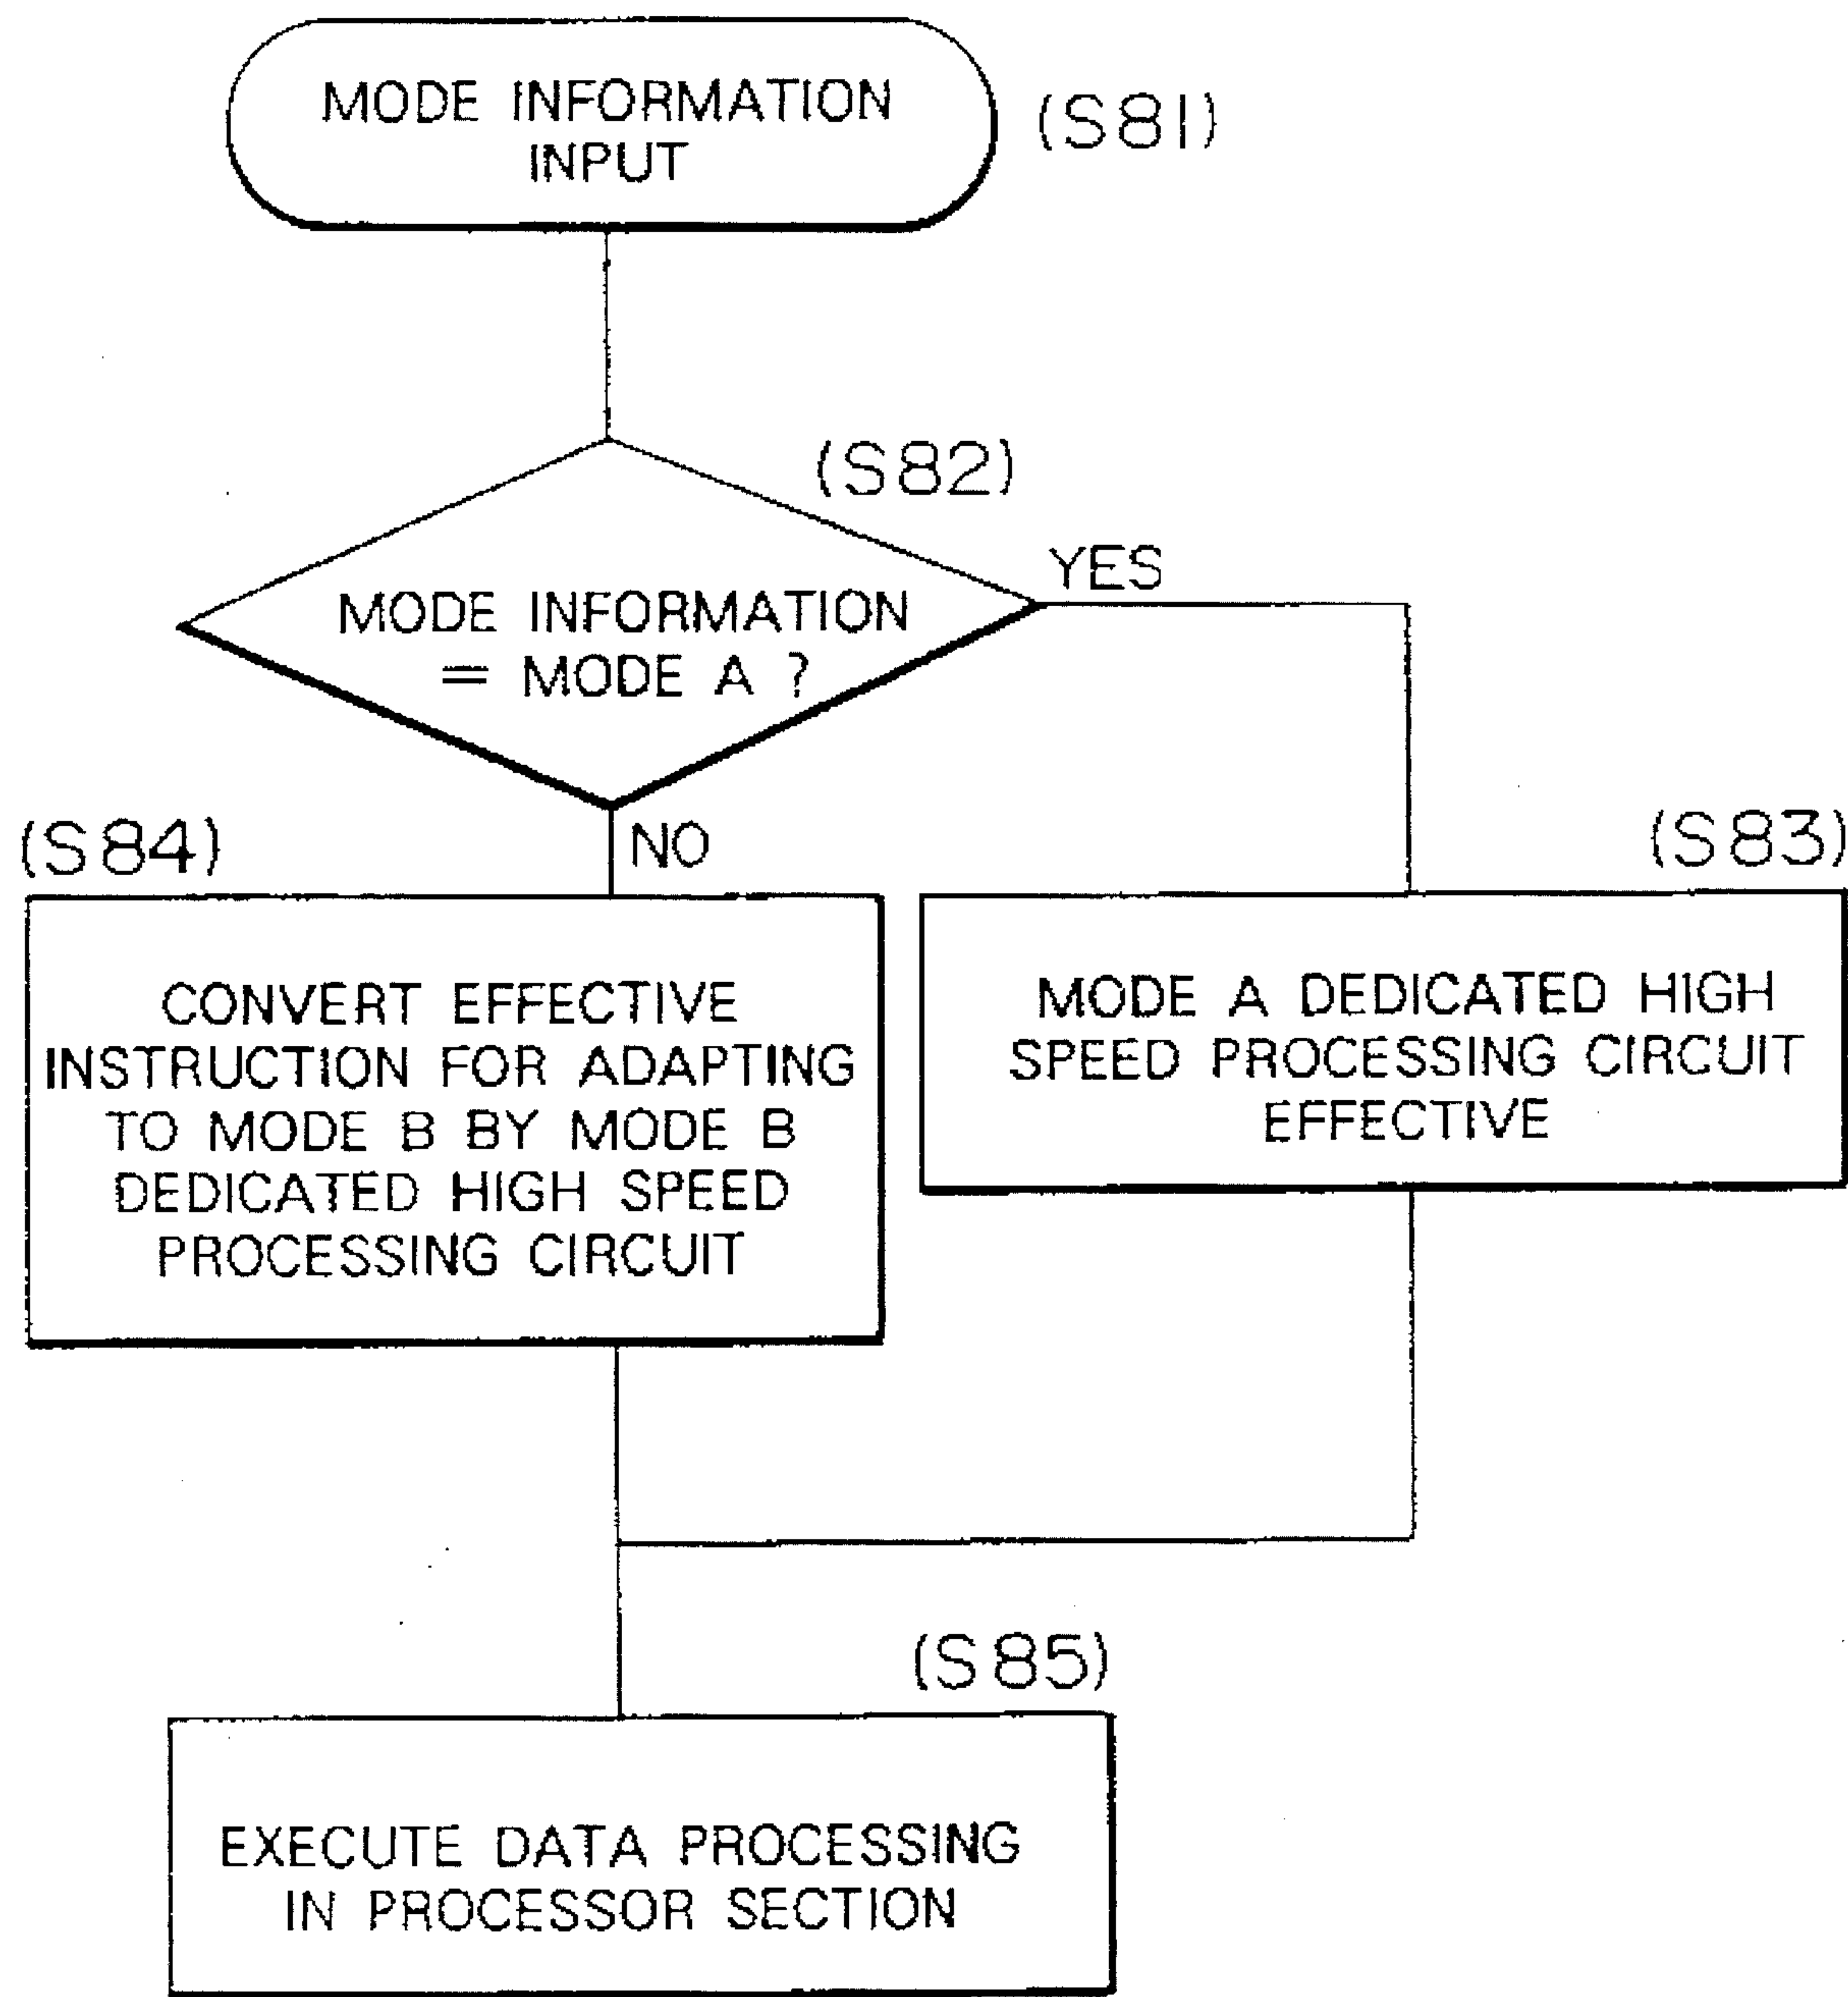 MODE INFORMATION
INPUT
(S81)
(S82)
YES
MODE INFORMATION
= MODE A ?
(S84)
NO
(S83)
CONVERT EFFECTIVE
INSTRUCTION FOR ADAPTING
TO MODE B BY MODE B
DEDICATED HIGH SPEED
PROCESSING CIRCUIT
MODE A DEDICATED HIGH
SPEED PROCESSING CIRCUIT
EFFECTIVE
(S85)
EXECUTE DATA PROCESSING
IN PROCESSOR SECTION